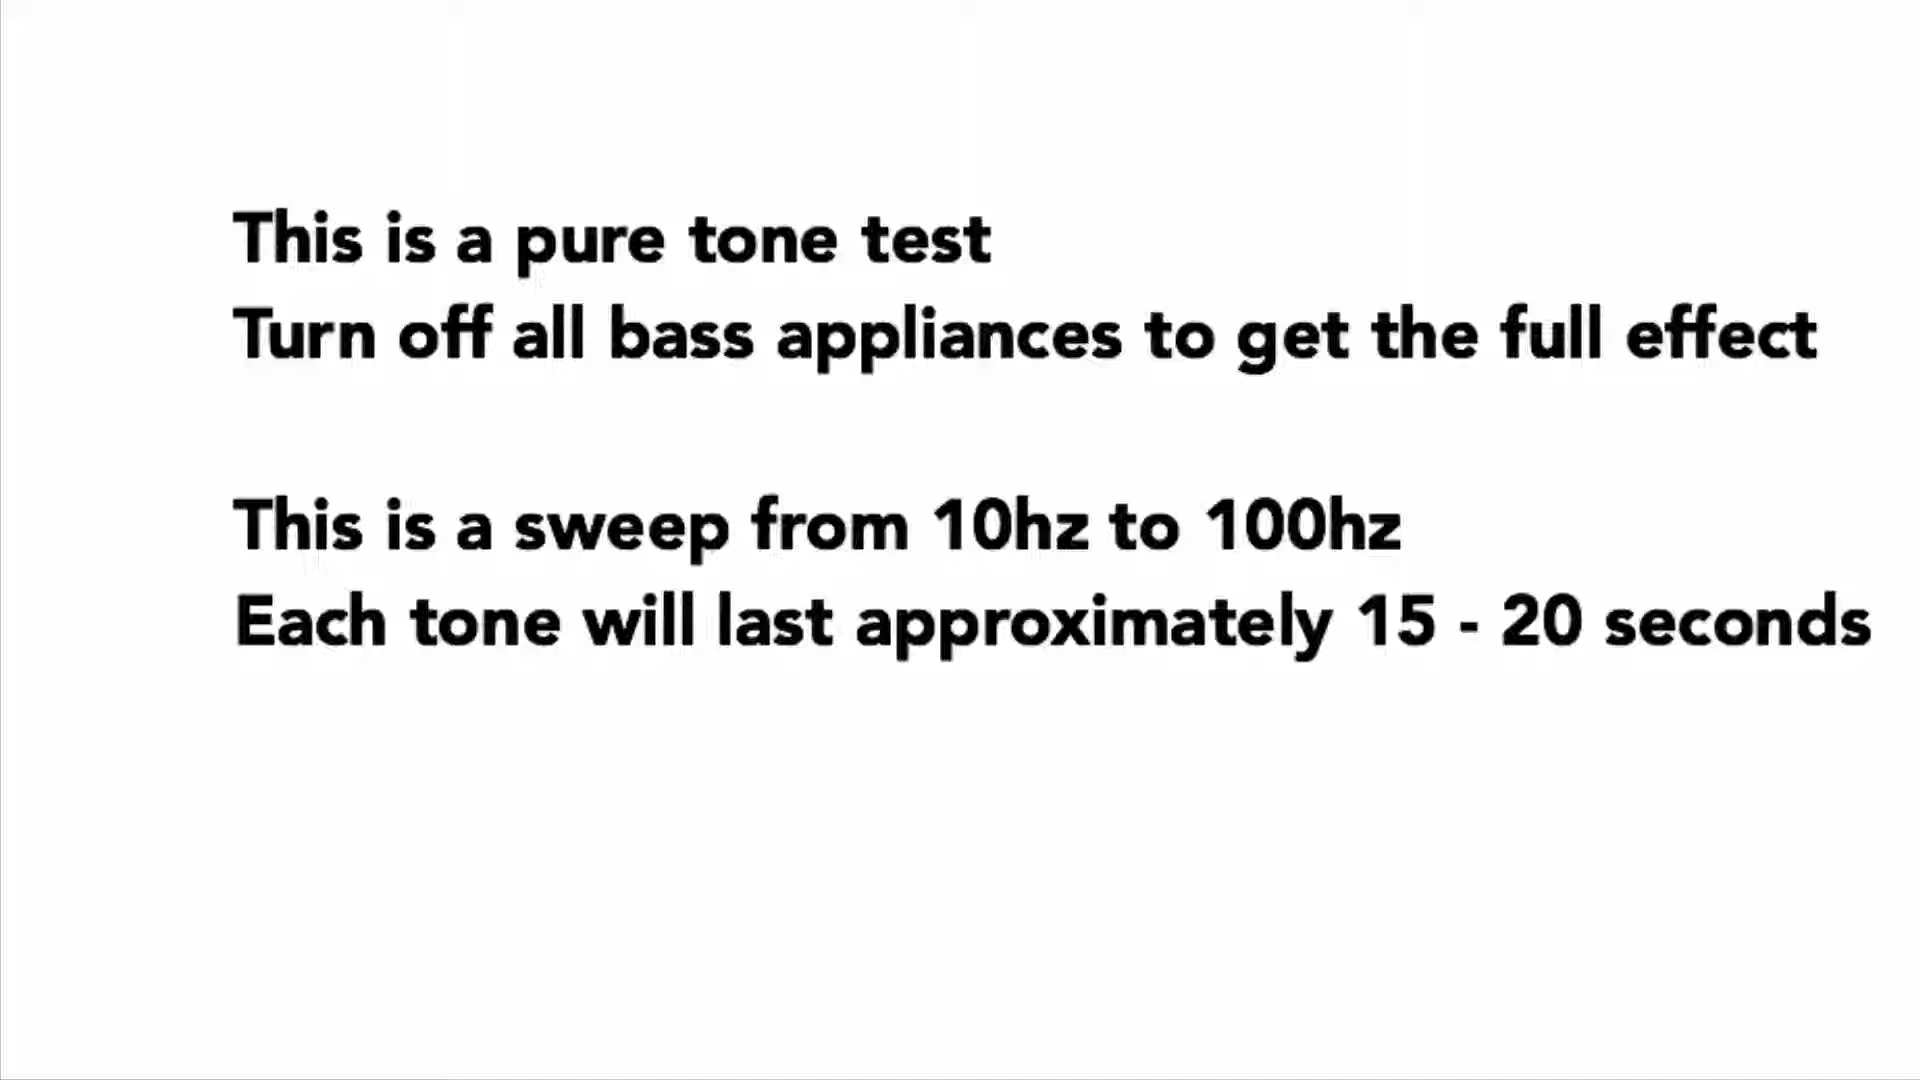 This is a pure tone test
Turn off all bass appliances to get the full effect
This is a sweep from 10hz to 100hz
Each tone will last approximately 15 - 20 seconds